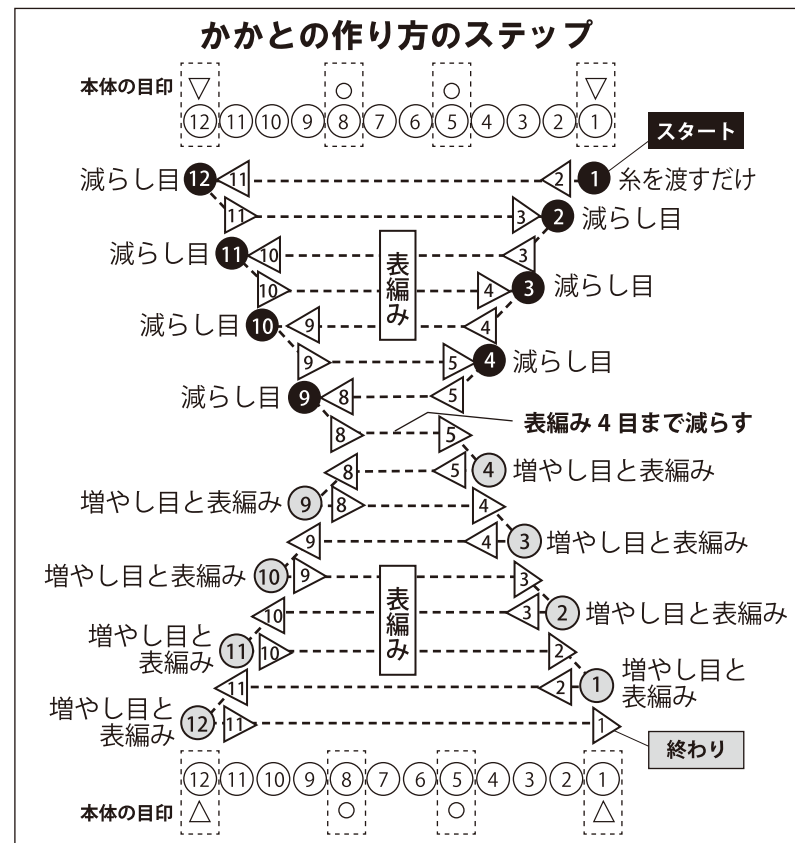 かかとの作り方のステップ
本体の目印 ▽ ○ ○ ▽
12 11 10 9 8 7 6 5 4 3 2 1
スタート
減らし目 12 11 2 1 糸を渡すだけ
11 3 2 減らし目
減らし目 11 10 3
10 4 3 減らし目
表編み
減らし目 10 9 4
9 5 4 減らし目
減らし目 9 8 5
表編み4目まで減らす
8 5
8 5 4 増やし目と表編み
増やし目と表編み 9 8 4
9 4 3 増やし目と表編み
増やし目と表編み 10 9 3
表編み
10 3 2 増やし目と表編み
増やし目と
表編み 11 10 2
11 2 1 増やし目と
表編み
増やし目と
表編み 12 11 1
終わり
12 11 10 9 8 7 6 5 4 3 2 1
本体の目印 △ ○ ○ △